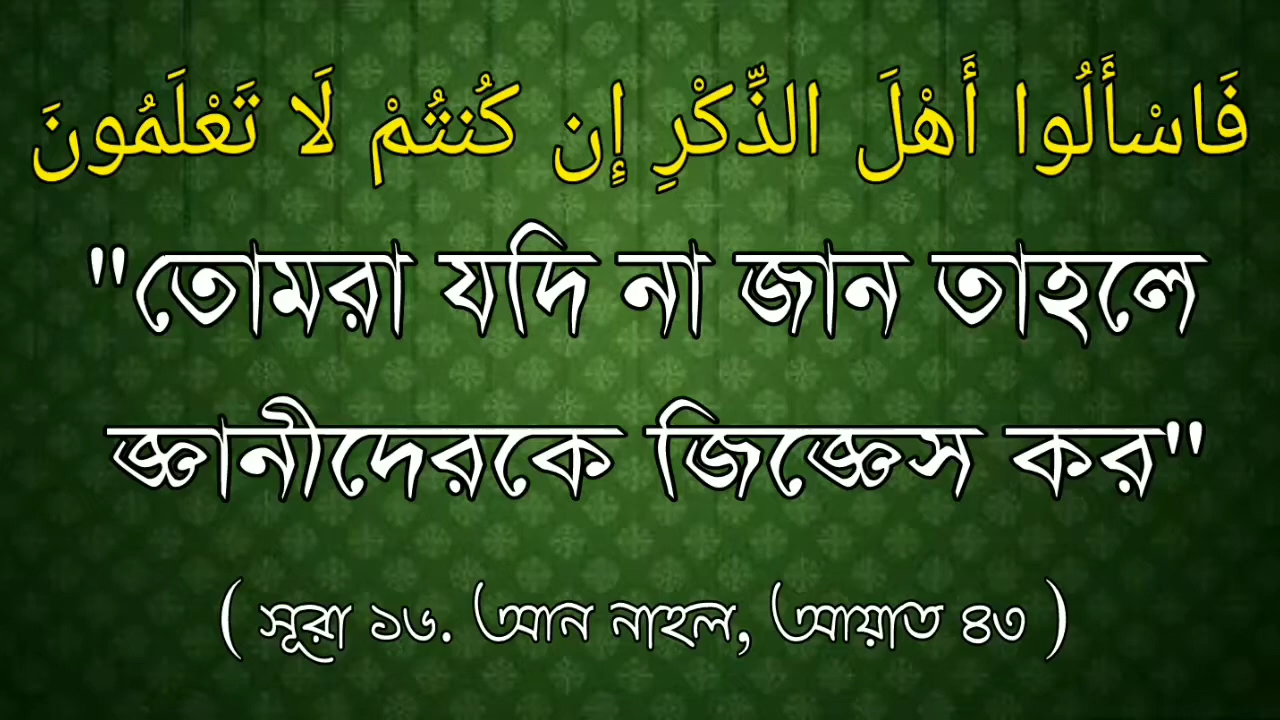 فَاسْأَلُوا أَهْلَ الذِّكْرِ إِن كُنتُمْ لَا تَعْلَمُونَ
"তোমরা যদি না জান তাহলে
জ্ঞানীদেরকে জিজ্ঞেস কর"
( সূরা ১৬. আন নাহল, আয়াত ৪৩ )